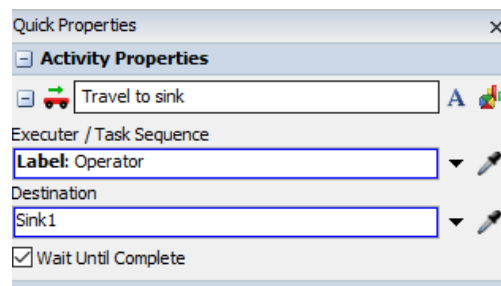 Quick Properties
Activity Properties
Travel to sink
A
Executer / Task Sequence
Label: Operator
Destination
Sink1
Wait Until Complete